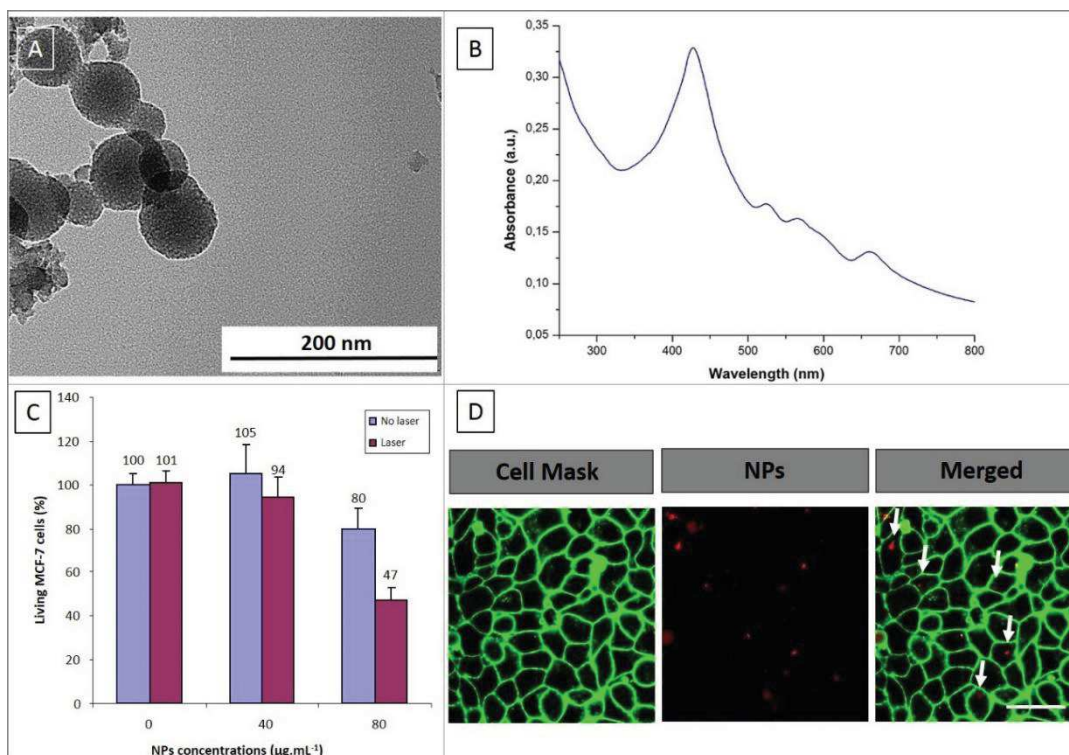 A
200 nm
B
0,35
0,30
0,25
0,20
0,15
0,10
0,05
Absorbance (a.u.)
300 400 500 600 700 800
Wavelength (nm)
C
No laser
Laser
140
120
100
80
60
40
20
0
Living MCF-7 cells (%)
100 101
105 94
80 47
0 40 80
NPs concentrations (µg.mL⁻¹)
D
Cell Mask NPs Merged